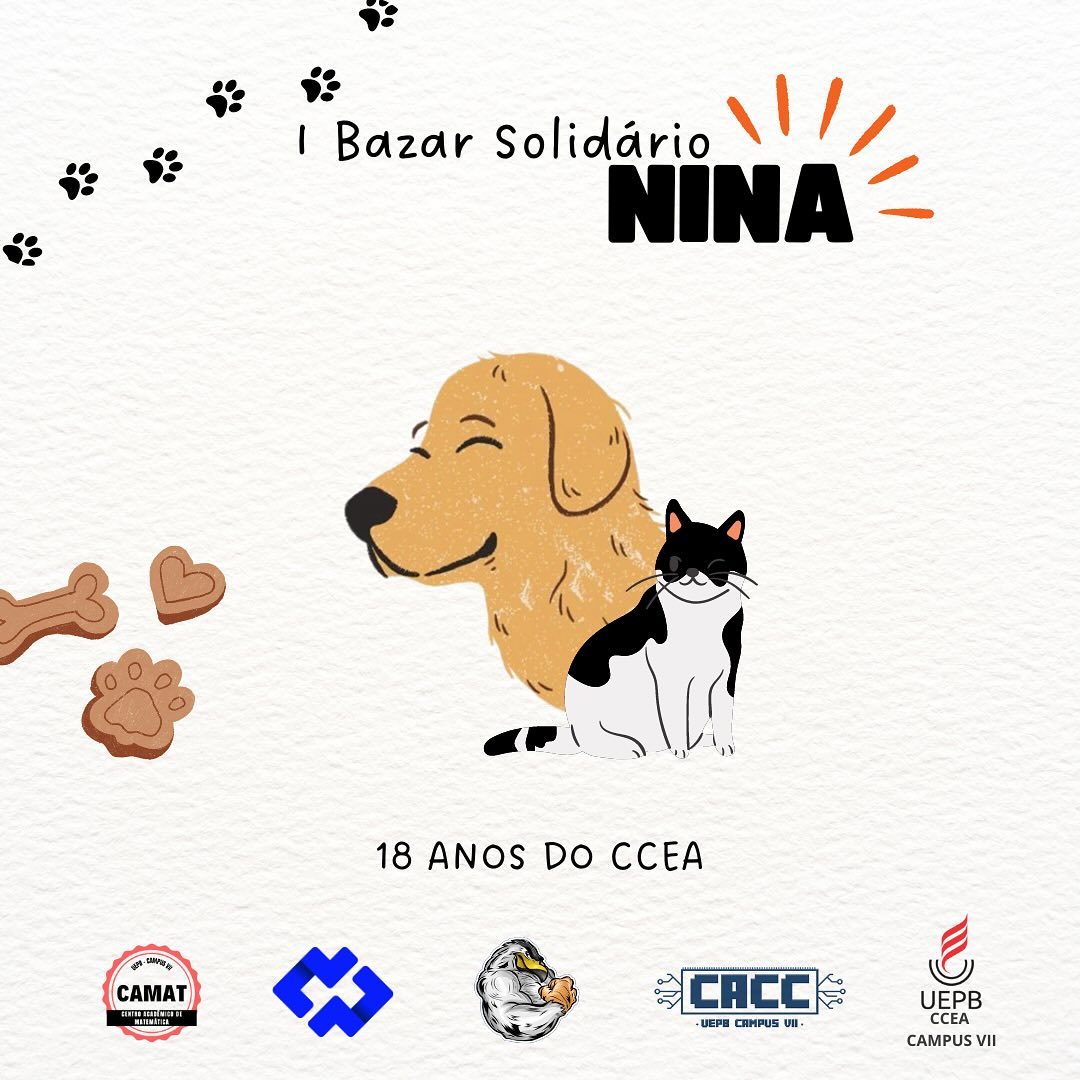 I Bazar Solidário
NINA
18 ANOS DO CCEA
UEPB - CAMPUS VII
CAMAT
CENTRO ACADÊMICO DE
MATEMÁTICA
CACC
· UEPB CAMPUS VII ·
UEPB
CCEA
CAMPUS VII